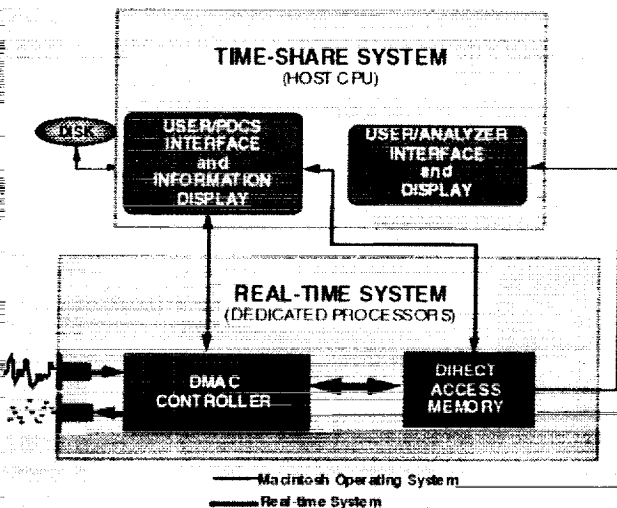 TIME-SHARE SYSTEM
(HOST CPU)
DISK
USER/PDCS
INTERFACE
and
INFORMATION
DISPLAY
USER/ANALYZER
INTERFACE
and
DISPLAY
REAL-TIME SYSTEM
(DEDICATED PROCESSORS)
DMAC
CONTROLLER
DIRECT
ACCESS
MEMORY
Macintosh Operating System
Real-time System